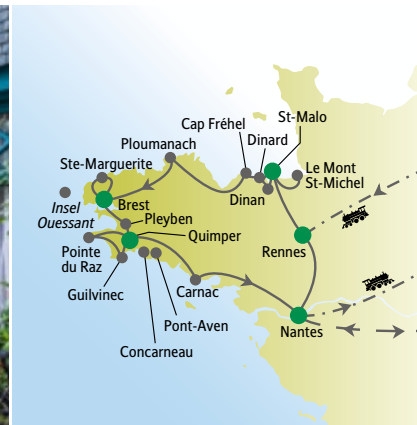 St-Malo
Cap Fréhel
Dinard
Ploumanach
Ste-Marguerite
Le Mont
St-Michel
Dinan
Insel
Ouessant
Brest
Pleyben
Quimper
Rennes
Pointe
du Raz
Guilvinec
Carnac
Pont-Aven
Nantes
Concarneau